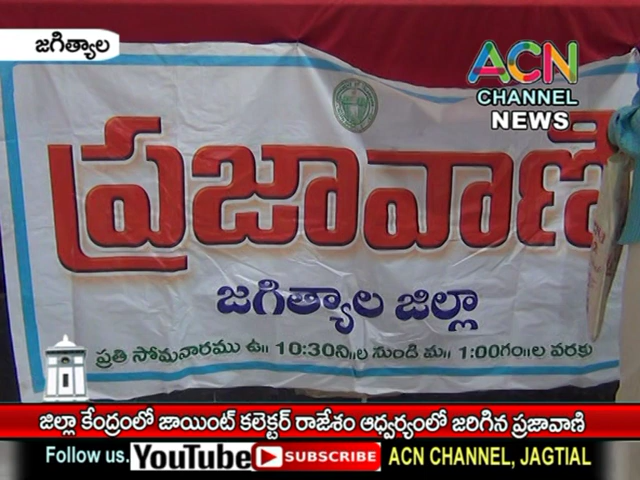 జగిత్యాల
ACN
CHANNEL
NEWS
ప్రజావాణి
జగిత్యాల జిల్లా
ప్రతి సోమవారము ఉ॥ 10:30ని॥ల నుండి మ॥ 1:00గం॥ల వరకు
జిల్లా కేంద్రంలో జాయింట్ కలెక్టర్ రాజేశం ఆధ్వర్యంలో జరిగిన ప్రజావాణి
Follow us. YouTube SUBSCRIBE ACN CHANNEL, JAGTIAL